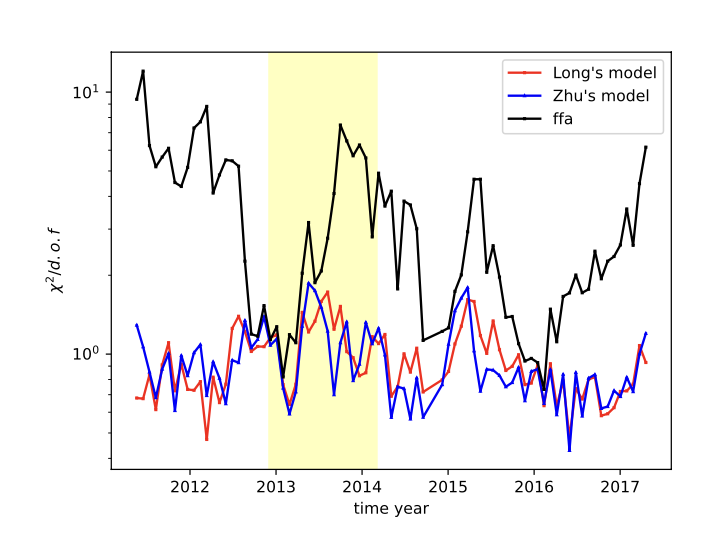 Long's model
Zhu's model
ffa
10¹
10⁰
χ²/d.o.f
2012 2013 2014 2015 2016 2017
time year